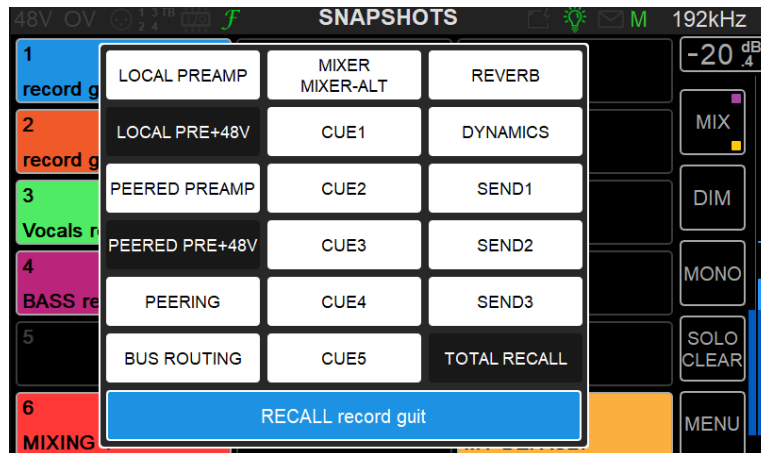 48V OV 1 3 TB 2 4 F SNAPSHOTS M 192kHz
-20 dB .4
1
record g
2
record g
3
Vocals r
4
BASS re
5
6
MIXING
LOCAL PREAMP
MIXER
MIXER-ALT
REVERB
LOCAL PRE+48V
CUE1
DYNAMICS
PEERED PREAMP
CUE2
SEND1
PEERED PRE+48V
CUE3
SEND2
PEERING
CUE4
SEND3
BUS ROUTING
CUE5
TOTAL RECALL
RECALL record guit
MIX
DIM
MONO
SOLO
CLEAR
MENU